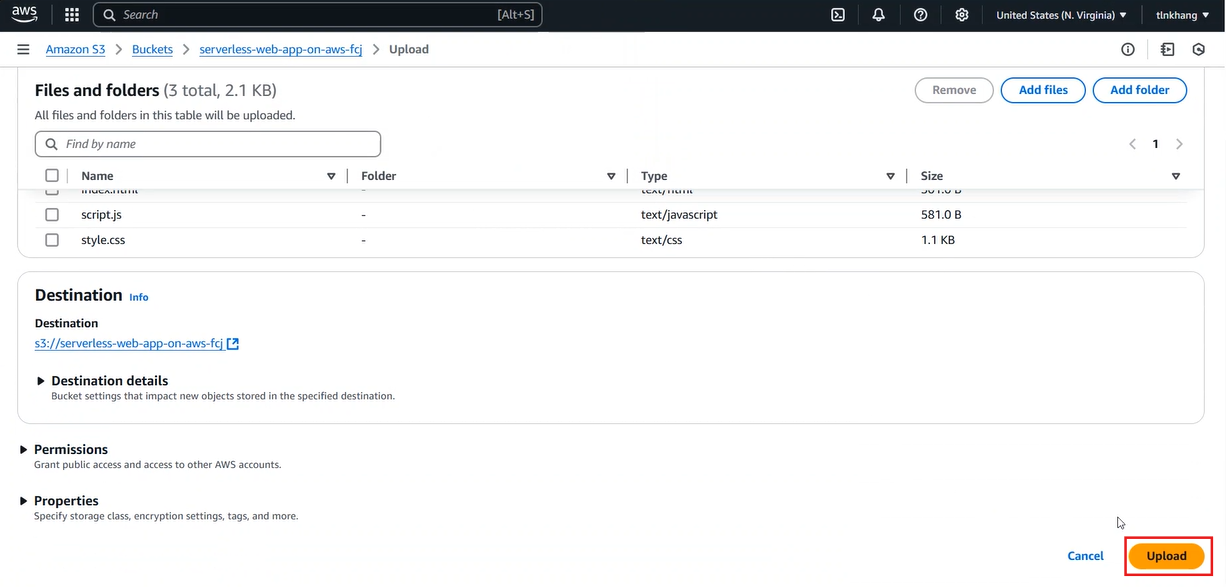 aws
Search [Alt+S] United States (N. Virginia) tlnkhang
Amazon S3 Buckets serverless-web-app-on-aws-fcj Upload
Files and folders (3 total, 2.1 KB) Remove Add files Add folder
All files and folders in this table will be uploaded.
Find by name 1
Name Folder Type Size
index.html - text/html B
script.js - text/javascript 581.0 B
style.css - text/css 1.1 KB
Destination Info
Destination
s3://serverless-web-app-on-aws-fcj
Destination details
Bucket settings that impact new objects stored in the specified destination.
Permissions
Grant public access and access to other AWS accounts.
Properties
Specify storage class, encryption settings, tags, and more.
Cancel Upload